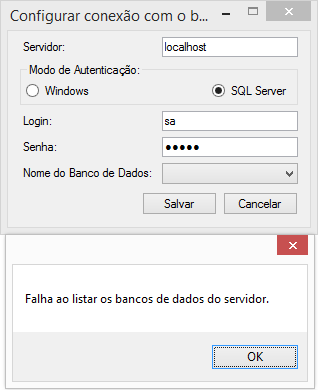 Configurar conexão com o b...
Servidor: localhost
Modo de Autenticação:
Windows SQL Server
Login: sa
Senha: ●●●●●
Nome do Banco de Dados:
Salvar Cancelar
Falha ao listar os bancos de dados do servidor.
OK